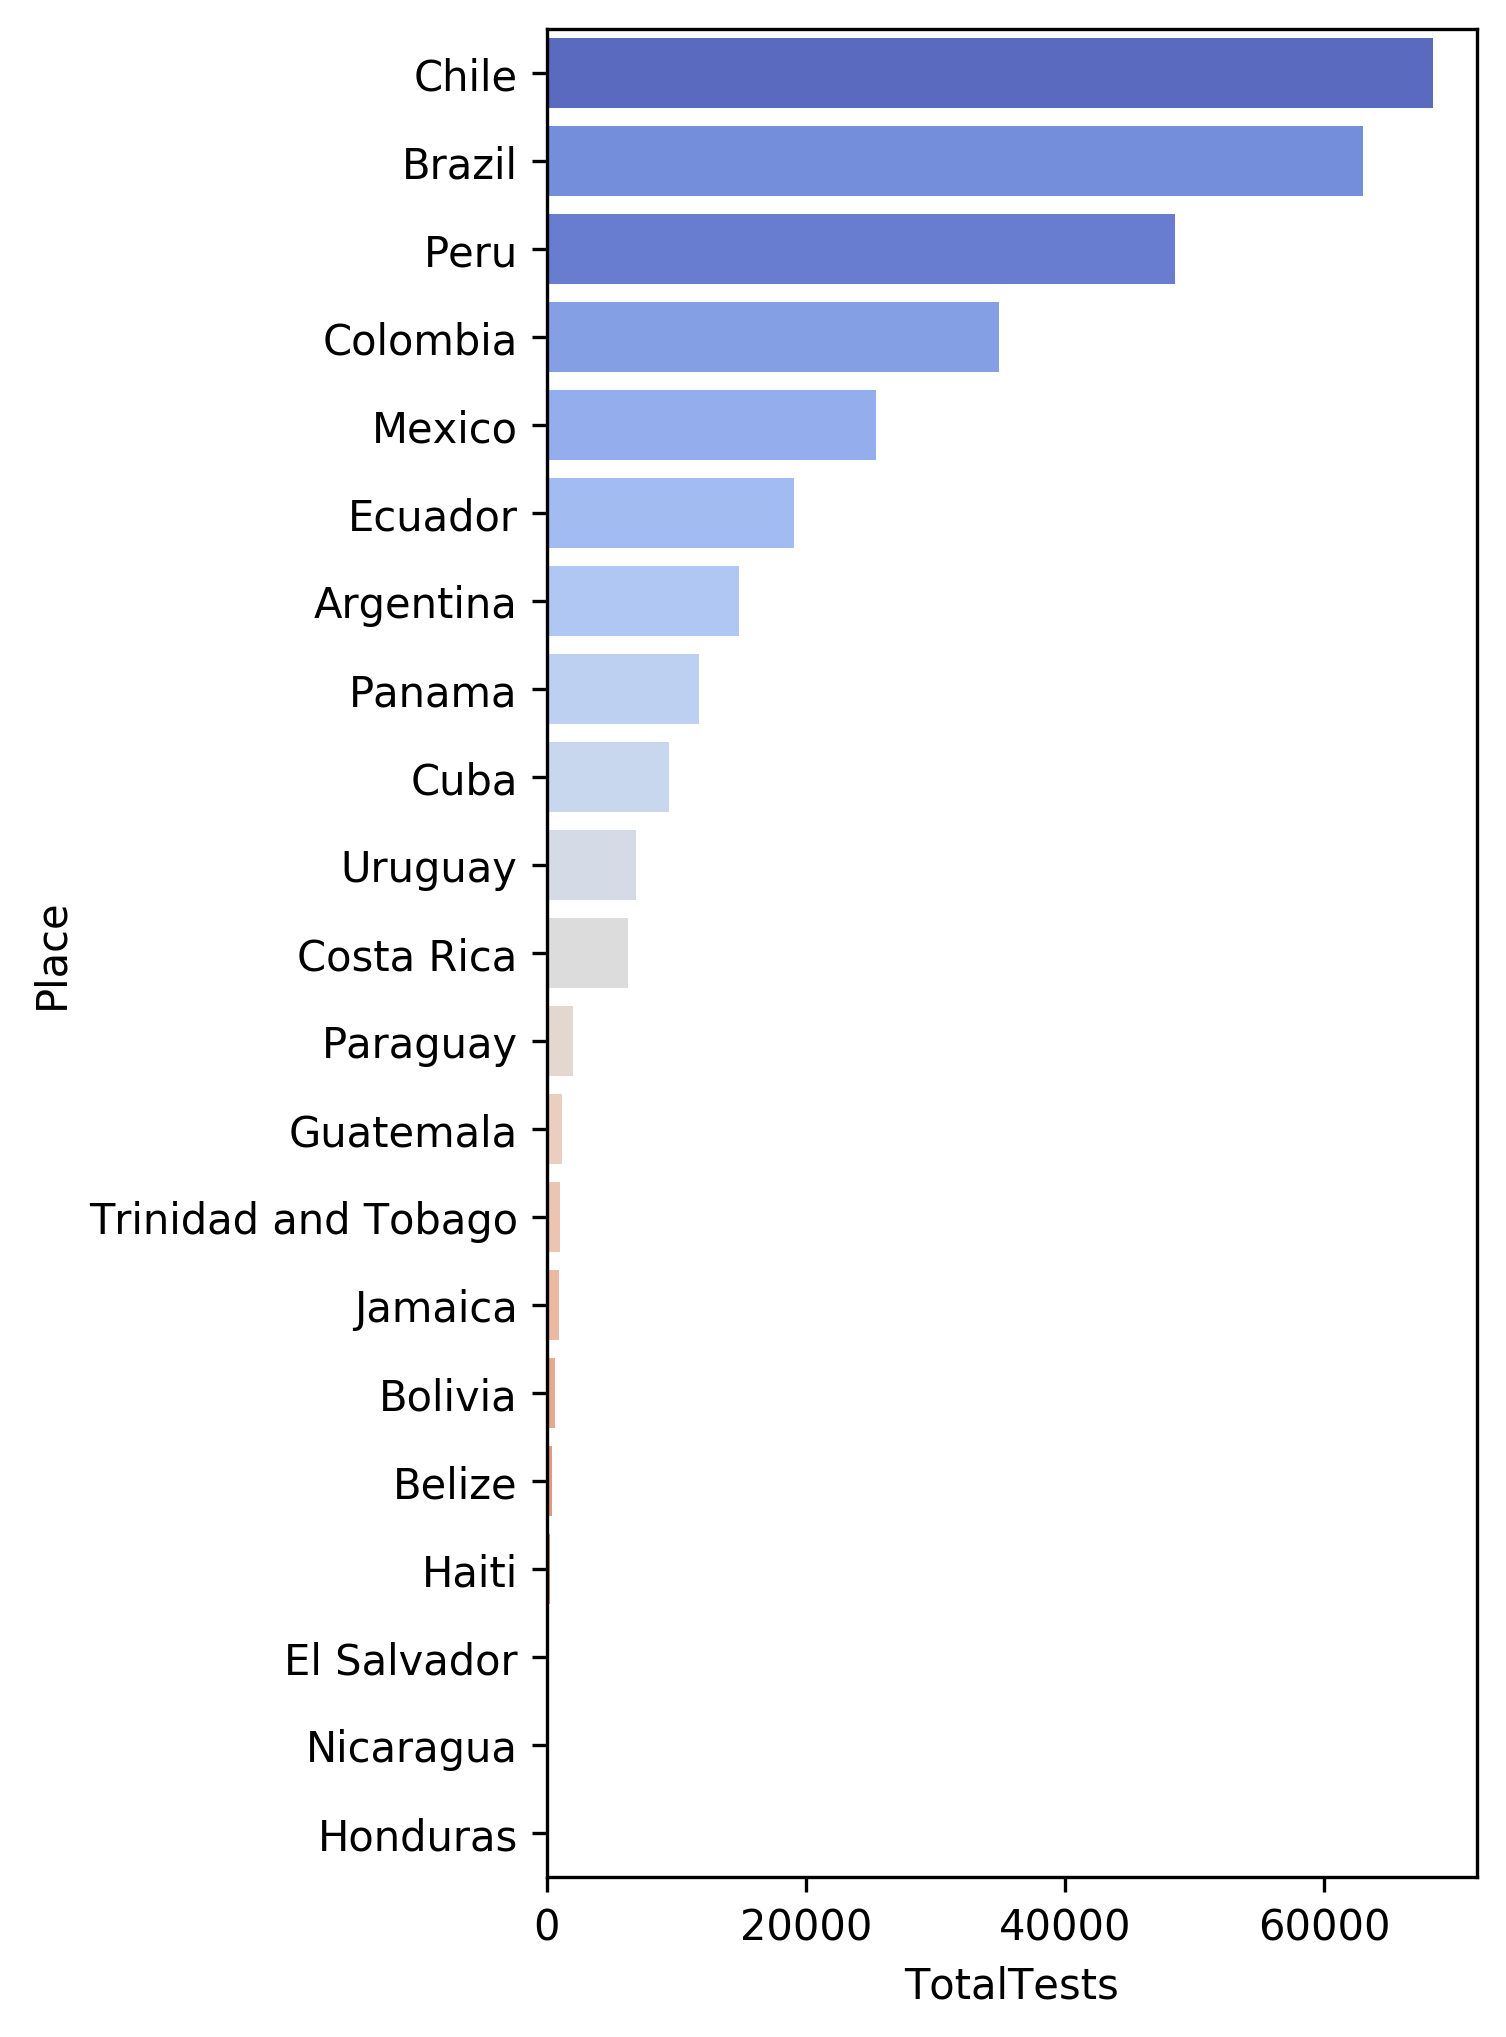 Chile
Brazil
Peru
Colombia
Mexico
Ecuador
Argentina
Panama
Cuba
Uruguay
Costa Rica
Paraguay
Guatemala
Trinidad and Tobago
Jamaica
Bolivia
Belize
Haiti
El Salvador
Nicaragua
Honduras
Place
0 20000 40000 60000
TotalTests